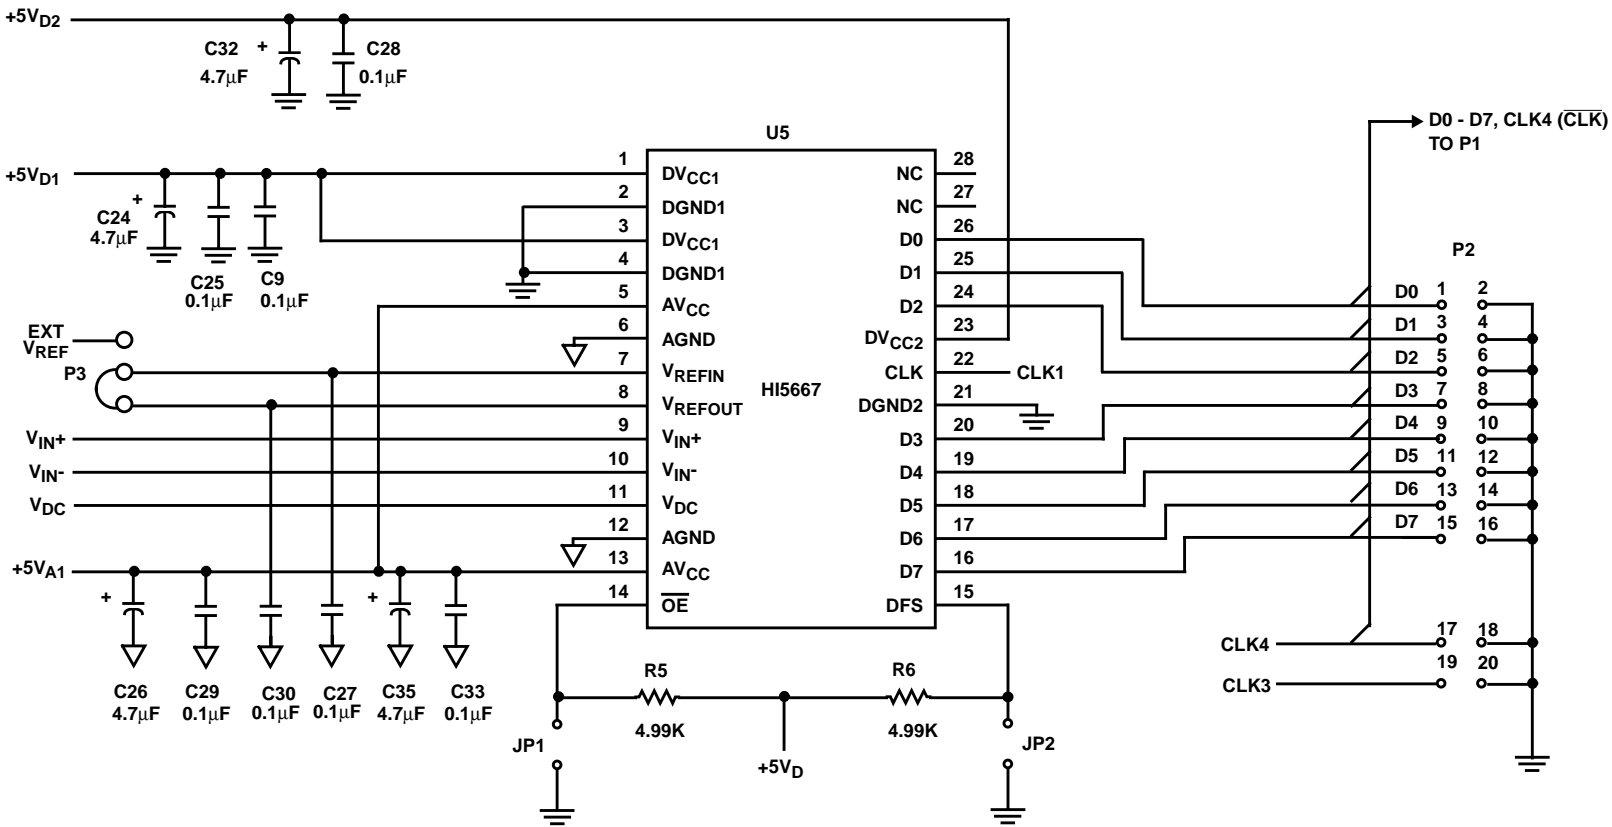 +5VD2
C32 + C28
4.7µF 0.1µF
D0 - D7, CLK4 (CLK)
TO P1
U5
+5VD1
1 DVCC1 NC 28
2 DGND1 NC 27
3 DVCC1 D0 26
4 DGND1 D1 25
5 AVCC D2 24
6 AGND DVCC2 23
7 VREFIN CLK 22 CLK1
8 VREFOUT DGND2 21
9 VIN+ D3 20
10 VIN- D4 19
11 VDC D5 18
12 AGND D6 17
13 AVCC D7 16
14 OE DFS 15
HI5667
+
C24
4.7µF
C25
0.1µF
C9
0.1µF
EXT
VREF
P3
VIN+
VIN-
VDC
+5VA1
+ +
C26 C29 C30 C27 C35 C33
4.7µF 0.1µF 0.1µF 0.1µF 4.7µF 0.1µF
R5 R6
4.99K 4.99K
JP1 JP2
+5VD
P2
D0 1 2
D1 3 4
D2 5 6
D3 7 8
D4 9 10
D5 11 12
D6 13 14
D7 15 16
CLK4 17 18
CLK3 19 20